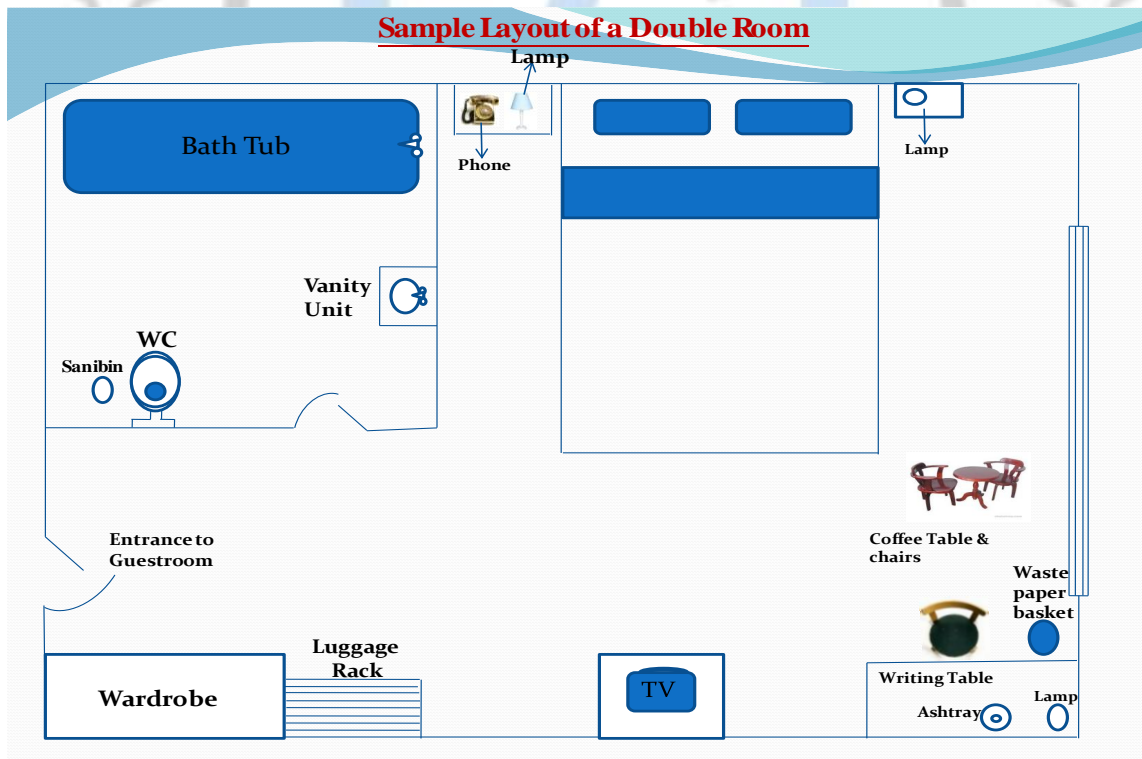 Sample Layout of a Double Room
Lamp
Bath Tub
Phone
Lamp
Vanity
Unit
WC
Sanibin
Entrance to
Guestroom
Coffee Table &
chairs
Waste
paper
basket
Luggage
Rack
Wardrobe
TV
Writing Table
Ashtray
Lamp